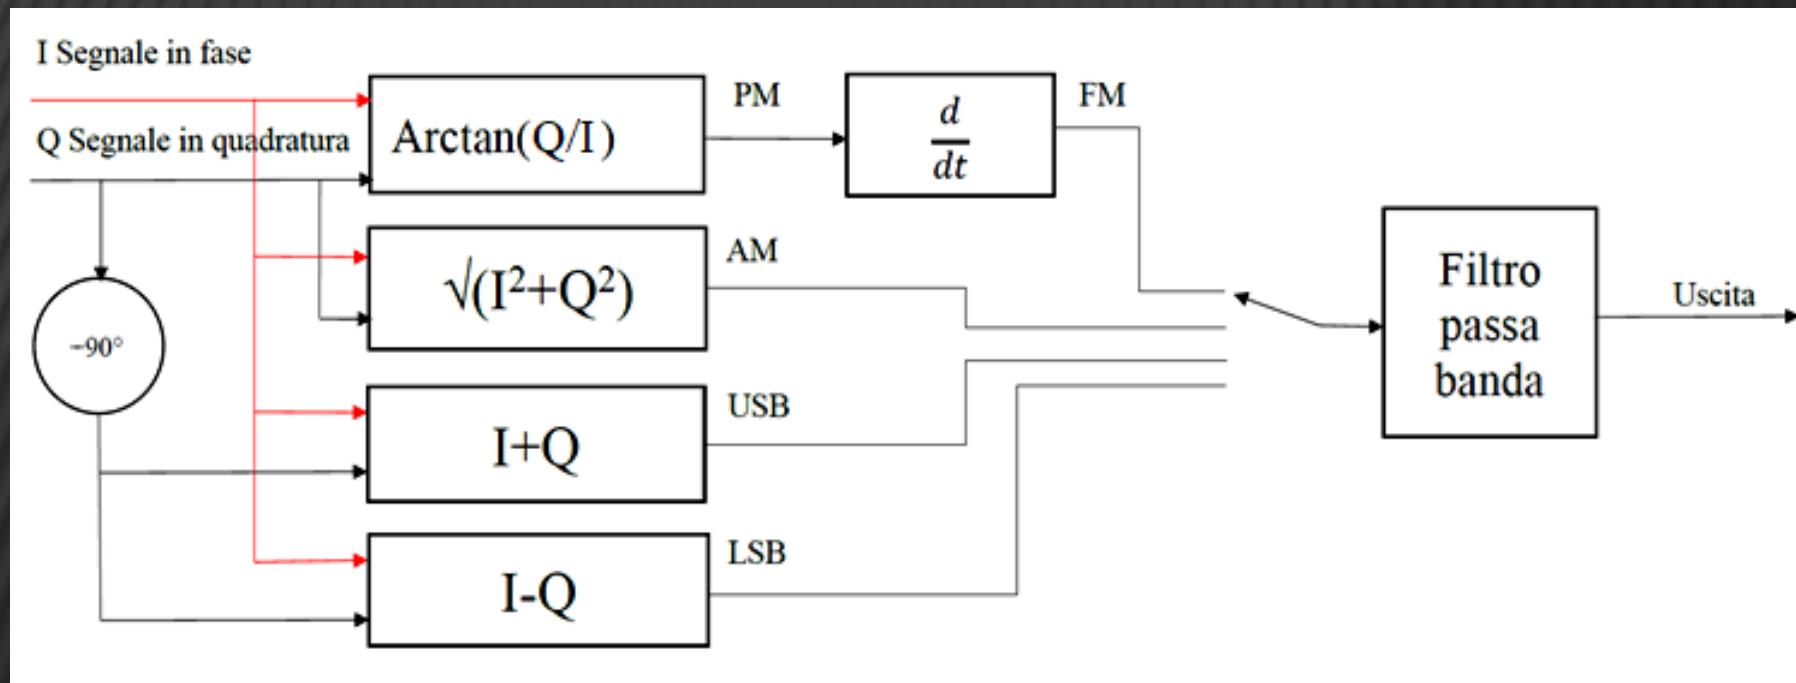 I Segnale in fase
Q Segnale in quadratura
Arctan(Q/I)
PM
d
dt
FM
√(I²+Q²)
AM
−90°
I+Q
USB
I-Q
LSB
Filtro
passa
banda
Uscita